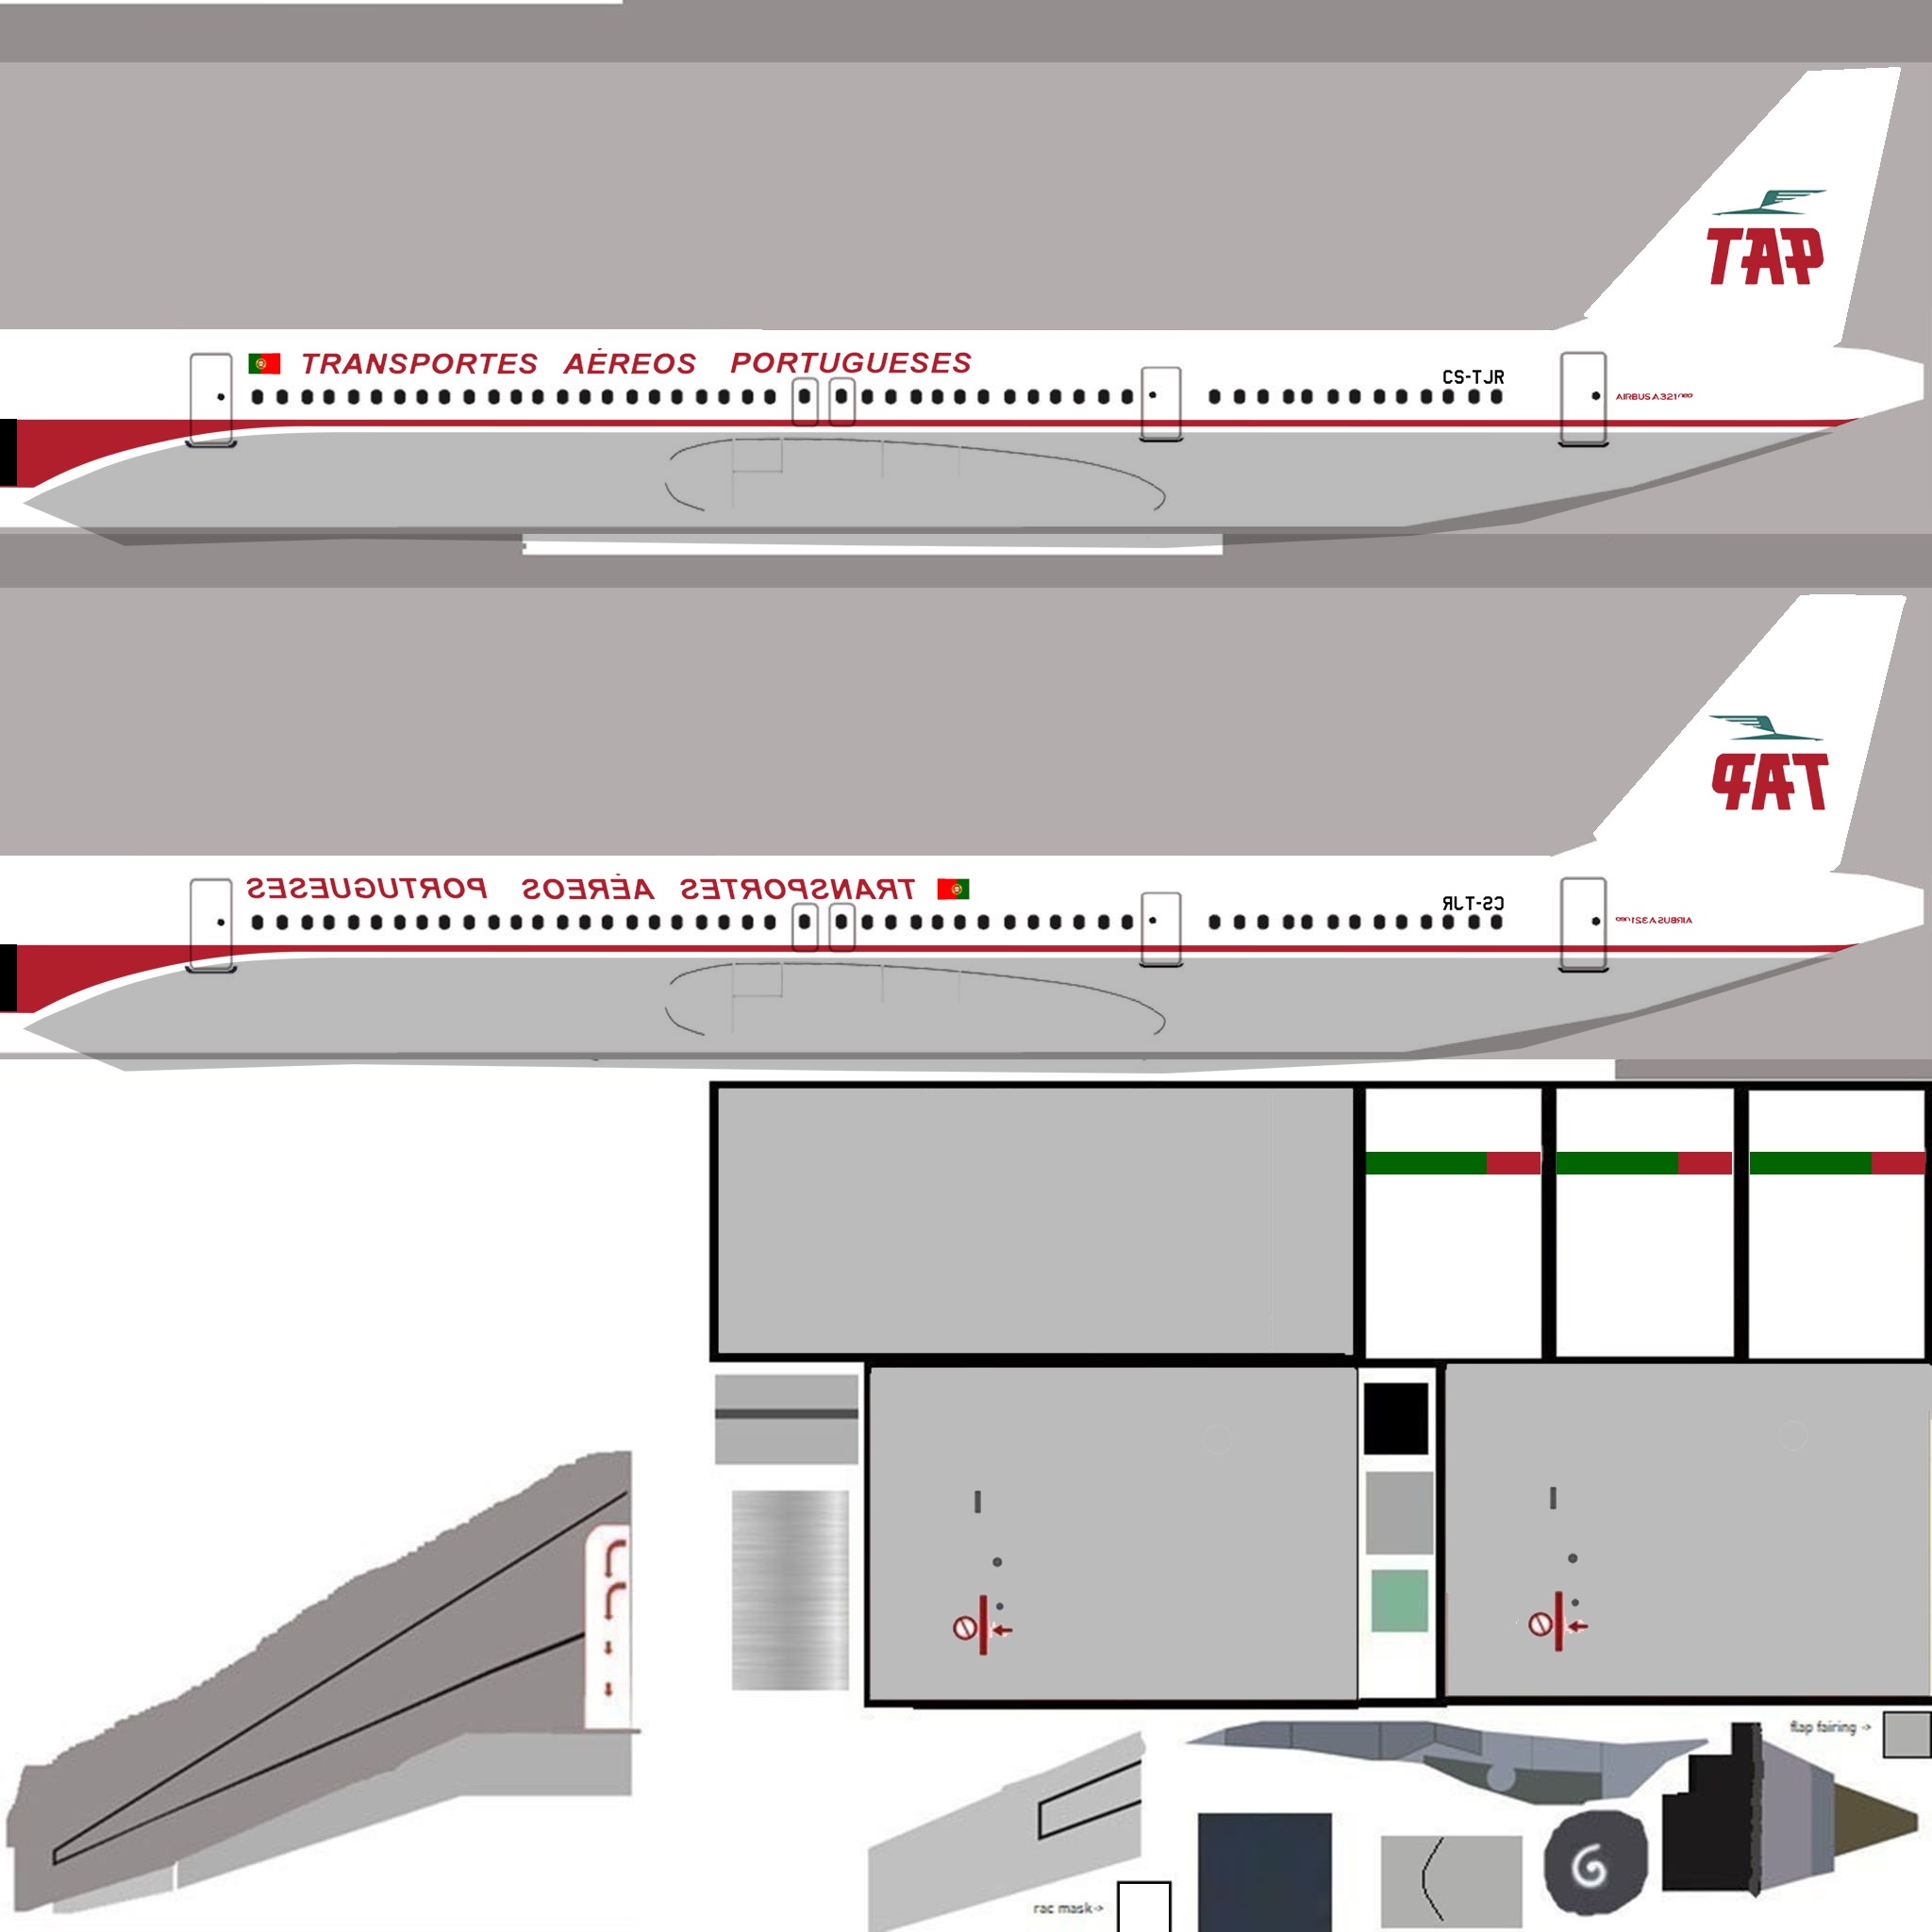 TAP
TRANSPORTES AÉREOS PORTUGUESES
CS-TJR
AIRBUS A321neo
TAP
TRANSPORTES AÉREOS PORTUGUESES
CS-TJR
AIRBUS A321neo
flap fairing ->
rac mask->